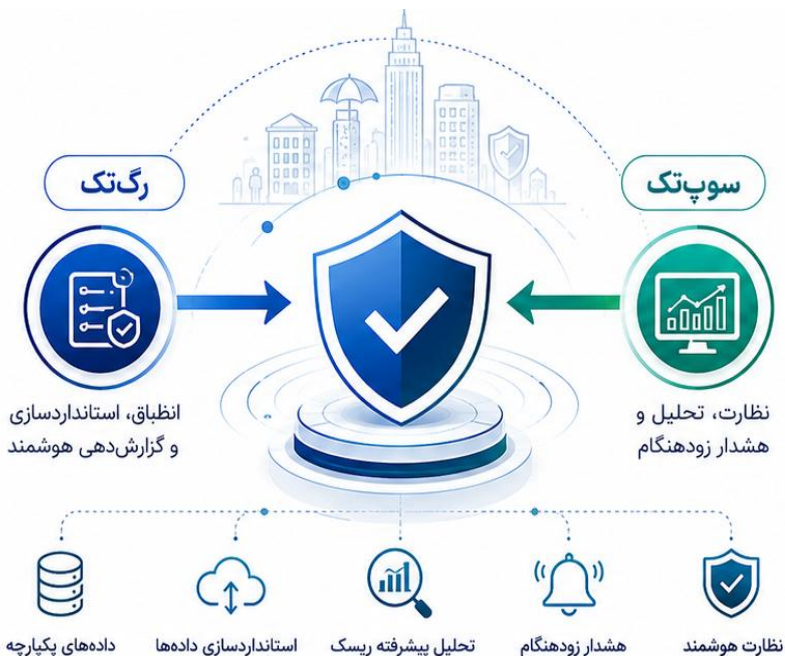 سوپ‌تک
رگ‌تک
نظارت، تحلیل و
هشدار زودهنگام
انطباق، استانداردسازی
و گزارش‌دهی هوشمند
نظارت هوشمند
هشدار زودهنگام
تحلیل پیشرفته ریسک
استانداردسازی داده‌ها
داده‌های یکپارچه